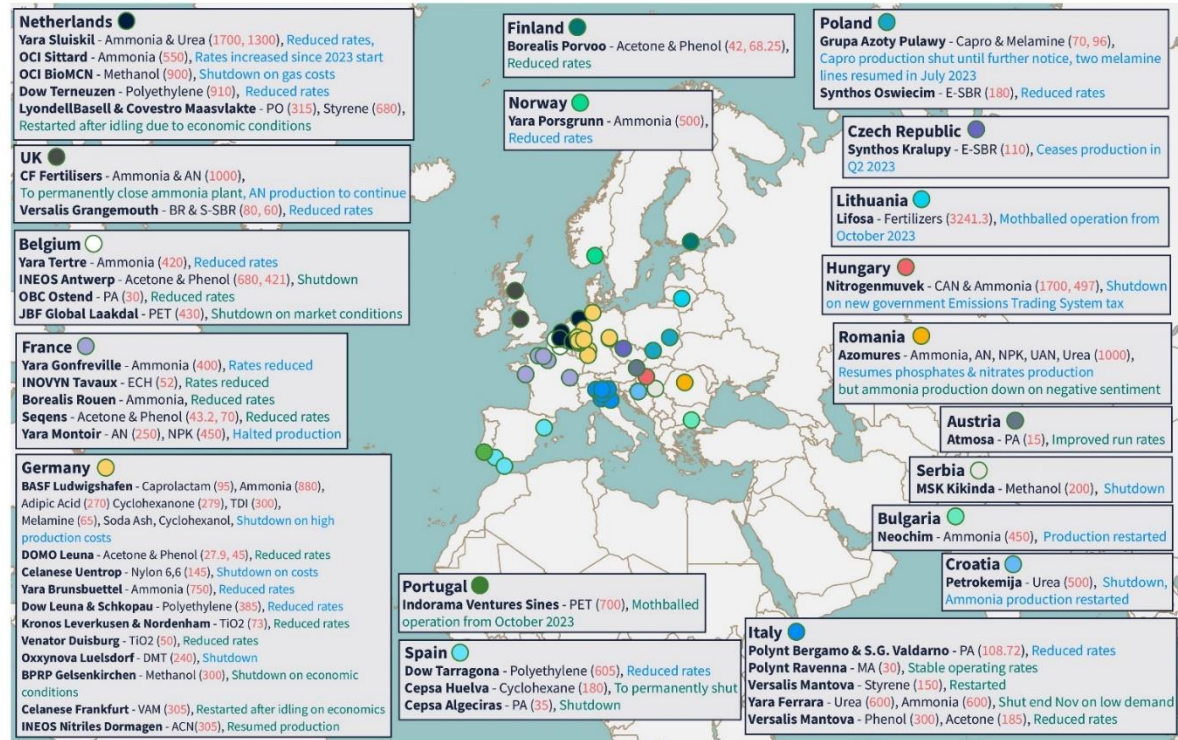 Netherlands
Yara Sluiskil - Ammonia & Urea (1700, 1300), Reduced rates,
OCI Sittard - Ammonia (550), Rates increased since 2023 start
OCI BioMCN - Methanol (900), Shutdown on gas costs
Dow Terneuzen - Polyethylene (910), Reduced rates
LyondellBasell & Covestro Maasvlakte - PO (315), Styrene (680),
Restarted after idling due to economic conditions
UK
CF Fertilisers - Ammonia & AN (1000),
To permanently close ammonia plant, AN production to continue
Versalis Grangemouth - BR & S-SBR (80, 60), Reduced rates
Belgium
Yara Tertre - Ammonia (420), Reduced rates
INEOS Antwerp - Acetone & Phenol (680, 421), Shutdown
OBC Ostend - PA (30), Reduced rates
JBF Global Laakdal - PET (430), Shutdown on market conditions
France
Yara Gonfreville - Ammonia (400), Rates reduced
INOVYN Tavaux - ECH (52), Rates reduced
Borealis Rouen - Ammonia, Reduced rates
Seqens - Acetone & Phenol (43.2, 70), Reduced rates
Yara Montoir - AN (250), NPK (450), Halted production
Germany
BASF Ludwigshafen - Caprolactam (95), Ammonia (880),
Adipic Acid (270) Cyclohexanone (279), TDI (300),
Melamine (65), Soda Ash, Cyclohexanol, Shutdown on high
production costs
DOMO Leuna - Acetone & Phenol (27.9, 45), Reduced rates
Celanese Uentrop - Nylon 6,6 (145), Shutdown on costs
Yara Brunsbuettel - Ammonia (750), Reduced rates
Dow Leuna & Schkopau - Polyethylene (385), Reduced rates
Kronos Leverkusen & Nordenham - TiO2 (73), Reduced rates
Venator Duisburg - TiO2 (50), Reduced rates
Oxxynova Luelsdorf - DMT (240), Shutdown
BPRP Gelsenkirchen - Methanol (300), Shutdown on economic
conditions
Celanese Frankfurt - VAM (305), Restarted after idling on economics
INEOS Nitriles Dormagen - ACN(305), Resumed production
Finland
Borealis Porvoo - Acetone & Phenol (42, 68.25),
Reduced rates
Norway
Yara Porsgrunn - Ammonia (500),
Reduced rates
Portugal
Indorama Ventures Sines - PET (700), Mothballed
operation from October 2023
Spain
Dow Tarragona - Polyethylene (605), Reduced rates
Cepsa Huelva - Cyclohexane (180), To permanently shut
Cepsa Algeciras - PA (35), Shutdown
Poland
Grupa Azoty Pulawy - Capro & Melamine (70, 96),
Capro production shut until further notice, two melamine
lines resumed in July 2023
Synthos Oswiecim - E-SBR (180), Reduced rates
Czech Republic
Synthos Kralupy - E-SBR (110), Ceases production in
Q2 2023
Lithuania
Lifosa - Fertilizers (3241.3), Mothballed operation from
October 2023
Hungary
Nitrogenmuvek - CAN & Ammonia (1700, 497), Shutdown
on new government Emissions Trading System tax
Romania
Azomures - Ammonia, AN, NPK, UAN, Urea (1000),
Resumes phosphates & nitrates production
but ammonia production down on negative sentiment
Austria
Atmosa - PA (15), Improved run rates
Serbia
MSK Kikinda - Methanol (200), Shutdown
Bulgaria
Neochim - Ammonia (450), Production restarted
Croatia
Petrokemija - Urea (500), Shutdown,
Ammonia production restarted
Italy
Polynt Bergamo & S.G. Valdarno - PA (108.72), Reduced rates
Polynt Ravenna - MA (30), Stable operating rates
Versalis Mantova - Styrene (150), Restarted
Yara Ferrara - Urea (600), Ammonia (600), Shut end Nov on low demand
Versalis Mantova - Phenol (300), Acetone (185), Reduced rates